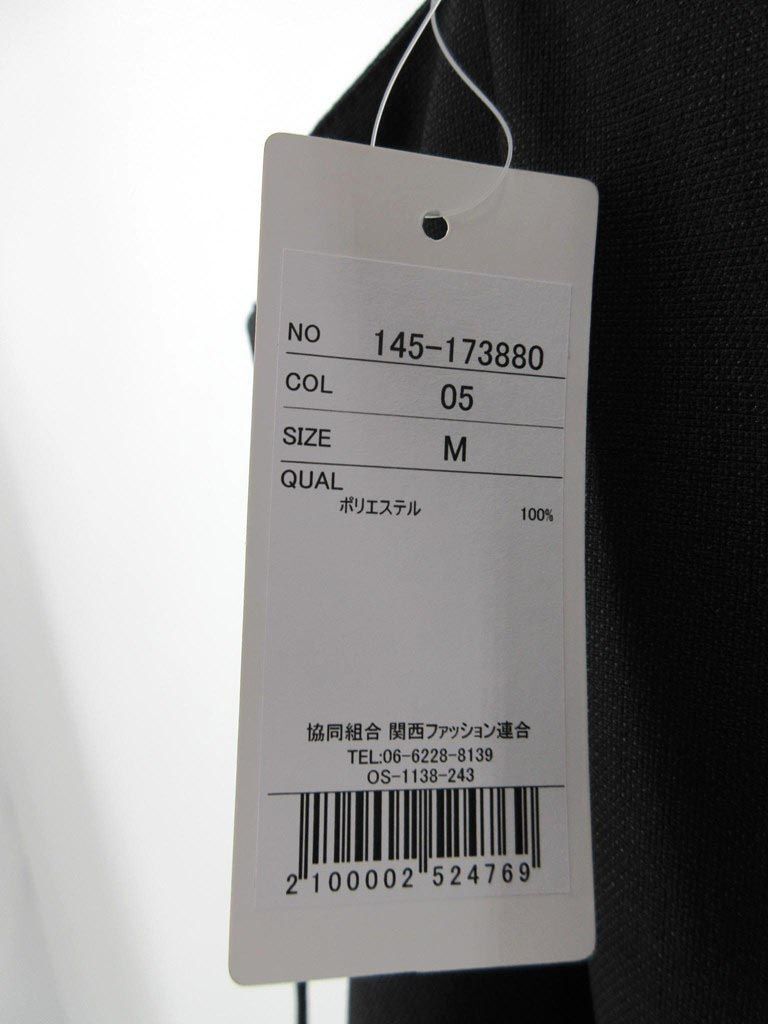 NO 145-173880
COL 05
SIZE M
QUAL
ポリエステル 100%
協同組合 関西ファッション連合
TEL:06-6228-8139
OS-1138-243
2 100002 524769